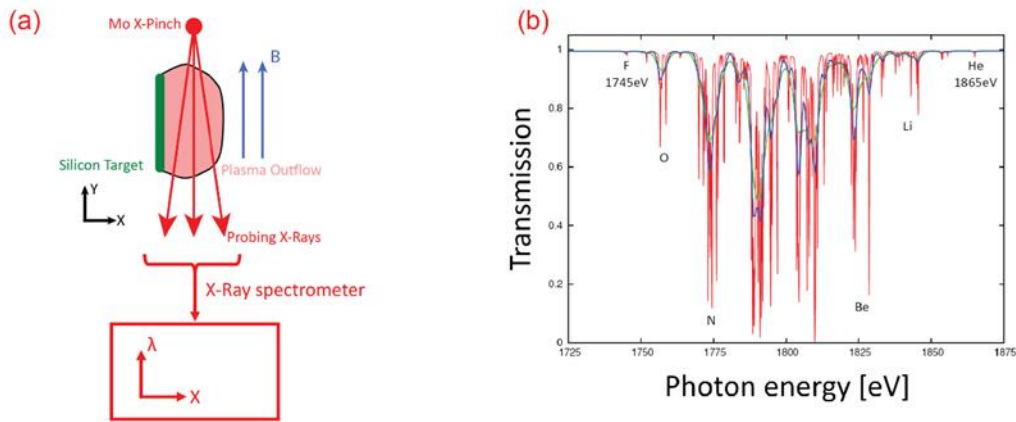 (a)
Mo X-Pinch
B
Silicon Target
Plasma Outflow
Y
X
Probing X-Rays
X-Ray spectrometer
λ
X
(b)
Transmission
1
0.8
0.6
0.4
0.2
0
F
1745eV
He
1865eV
O
Li
N
Be
1725
1750
1775
1800
1825
1850
1875
Photon energy [eV]